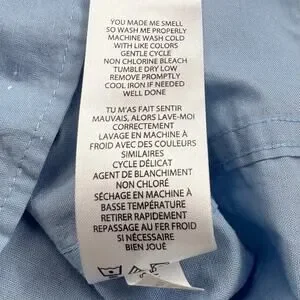 YOU MADE ME SMELL
SO WASH ME PROPERLY
MACHINE WASH COLD
WITH LIKE COLORS
GENTLE CYCLE
NON CHLORINE BLEACH
TUMBLE DRY LOW
REMOVE PROMPTLY
COOL IRON IF NEEDED
WELL DONE
TU M'AS FAIT SENTIR
MAUVAIS, ALORS LAVE-MOI
CORRECTEMENT
LAVAGE EN MACHINE À
FROID AVEC DES COULEURS
SIMILAIRES
CYCLE DÉLICAT
AGENT DE BLANCHIMENT
NON CHLORÉ
SÉCHAGE EN MACHINE À
BASSE TEMPÉRATURE
RETIRER RAPIDEMENT
REPASSAGE AU FER FROID
SI NÉCESSAIRE
BIEN JOUÉ